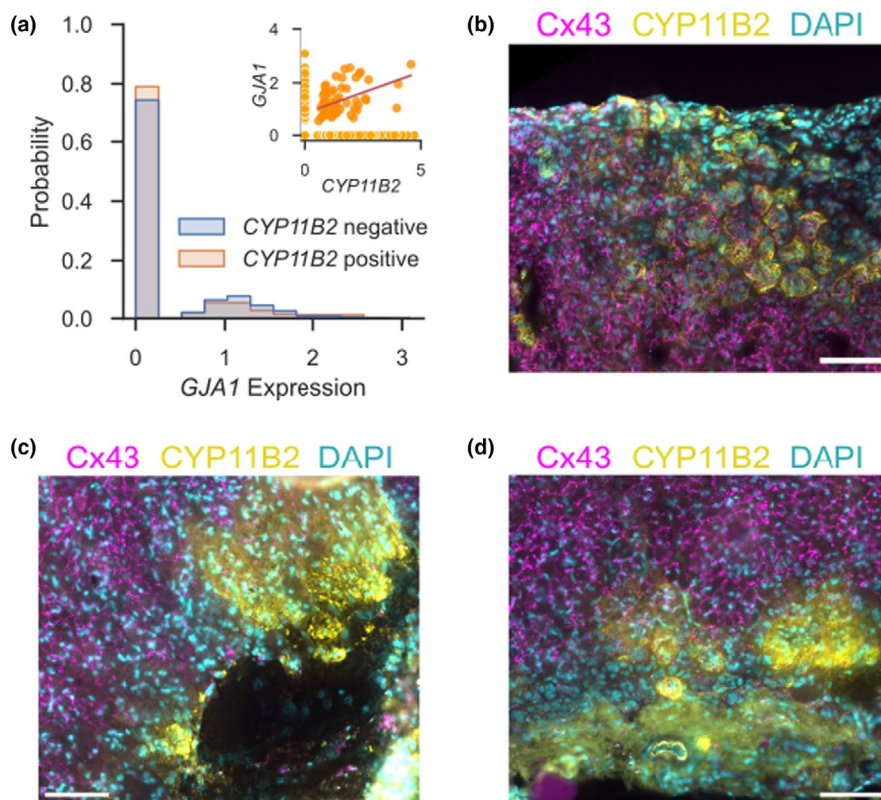 (a)
1.0
0.8
0.6
0.4
0.2
0.0
Probability
0
1
2
3
GJA1 Expression
4
2
0
GJA1
0
5
CYP11B2
CYP11B2 negative
CYP11B2 positive
(b)
Cx43 CYP11B2 DAPI
(c)
Cx43 CYP11B2 DAPI
(d)
Cx43 CYP11B2 DAPI